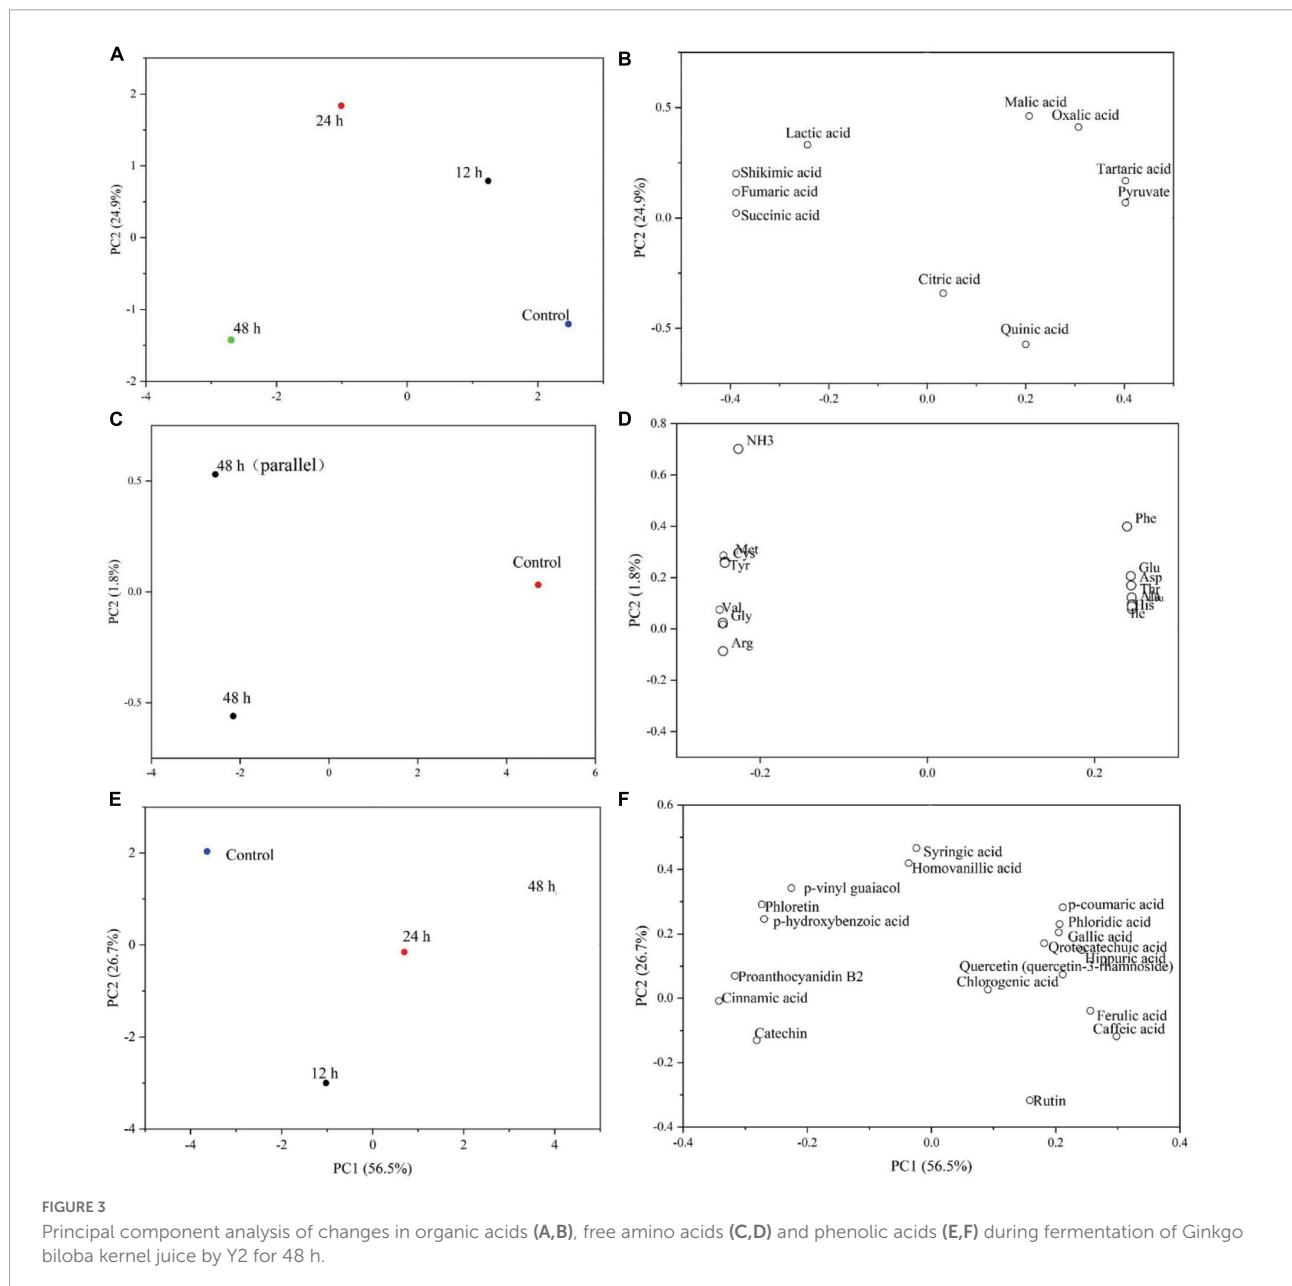 A
2
1
0
-1
-2
-4
-2
0
2
PC2 (24.9%)
24 h
12 h
48 h
Control
B
0.5
0.0
-0.5
-0.4
-0.2
0.0
0.2
0.4
PC2 (24.9%)
Malic acid
Oxalic acid
Lactic acid
Tartaric acid
Shikimic acid
Pyruvate
Fumaric acid
Succinic acid
Citric acid
Quinic acid
C
0.5
0.0
-0.5
-4
-2
0
2
4
6
PC2 (1.8%)
48 h（parallel）
Control
48 h
D
0.8
0.6
0.4
0.2
0.0
-0.2
-0.4
-0.2
0.0
0.2
PC2 (1.8%)
NH3
Phe
Met
Cys
Tyr
Glu
Asp
Thr
Ala
His
Ile
Val
Gly
Arg
E
2
0
-2
-4
-4
-2
0
2
4
PC2 (26.7%)
PC1 (56.5%)
Control
48 h
24 h
12 h
F
0.6
0.4
0.2
0.0
-0.2
-0.4
-0.4
-0.2
0.0
0.2
0.4
PC2 (26.7%)
PC1 (56.5%)
Syringic acid
Homovanillic acid
p-vinyl guaiacol
Phloretin
p-coumaric acid
p-hydroxybenzoic acid
Phloridic acid
Gallic acid
Qrotocatechuic acid
Hippuric acid
Quercetin (quercetin-3-rhamnoside)
Proanthocyanidin B2
Chlorogenic acid
Cinnamic acid
Ferulic acid
Caffeic acid
Catechin
Rutin
FIGURE 3
Principal component analysis of changes in organic acids (A,B), free amino acids (C,D) and phenolic acids (E,F) during fermentation of Ginkgo
biloba kernel juice by Y2 for 48 h.